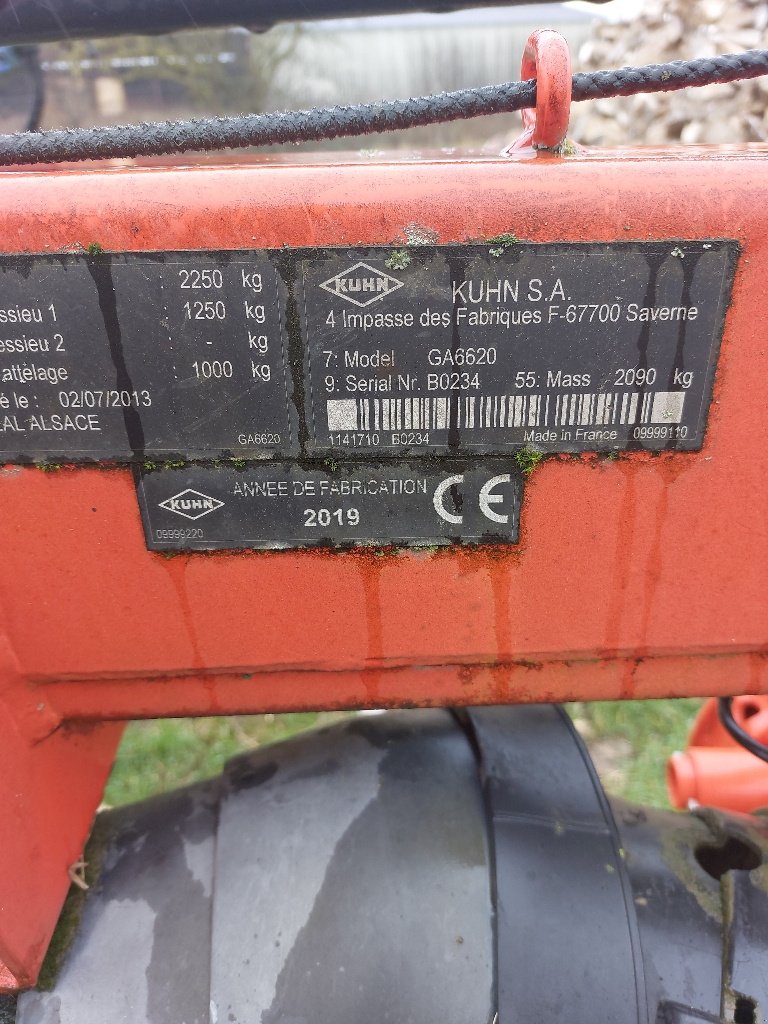 : 2250 kg
ssieu 1 : 1250 kg
essieu 2 : - kg
attelage : 1000 kg
é le : 02/07/2013
ALSACE
GA6620
KUHN
KUHN S.A.
4 Impasse des Fabriques F-67700 Saverne
7: Model GA6620
9: Serial Nr. B0234 55: Mass 2090 kg
1141710 B0234 Made in France 09999110
KUHN
ANNEE DE FABRICATION
2019
CE
09999220